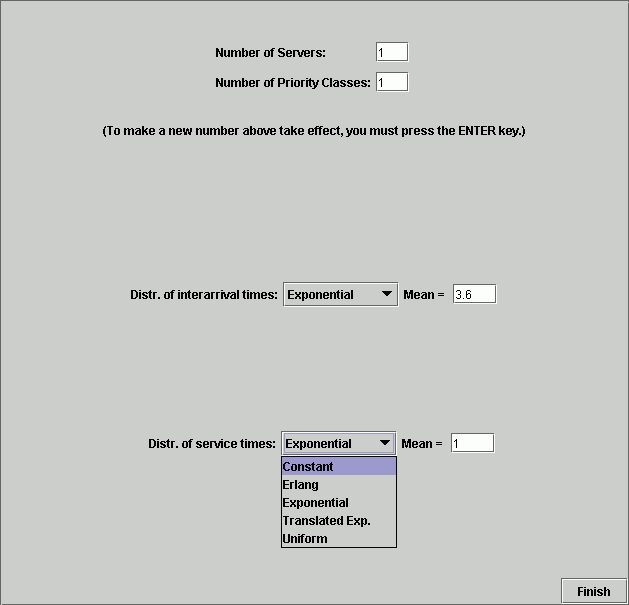 Number of Servers: 1
Number of Priority Classes: 1
(To make a new number above take effect, you must press the ENTER key.)
Distr. of interarrival times: Exponential Mean = 3.6
Distr. of service times: Exponential Mean = 1
Constant
Erlang
Exponential
Translated Exp.
Uniform
Finish